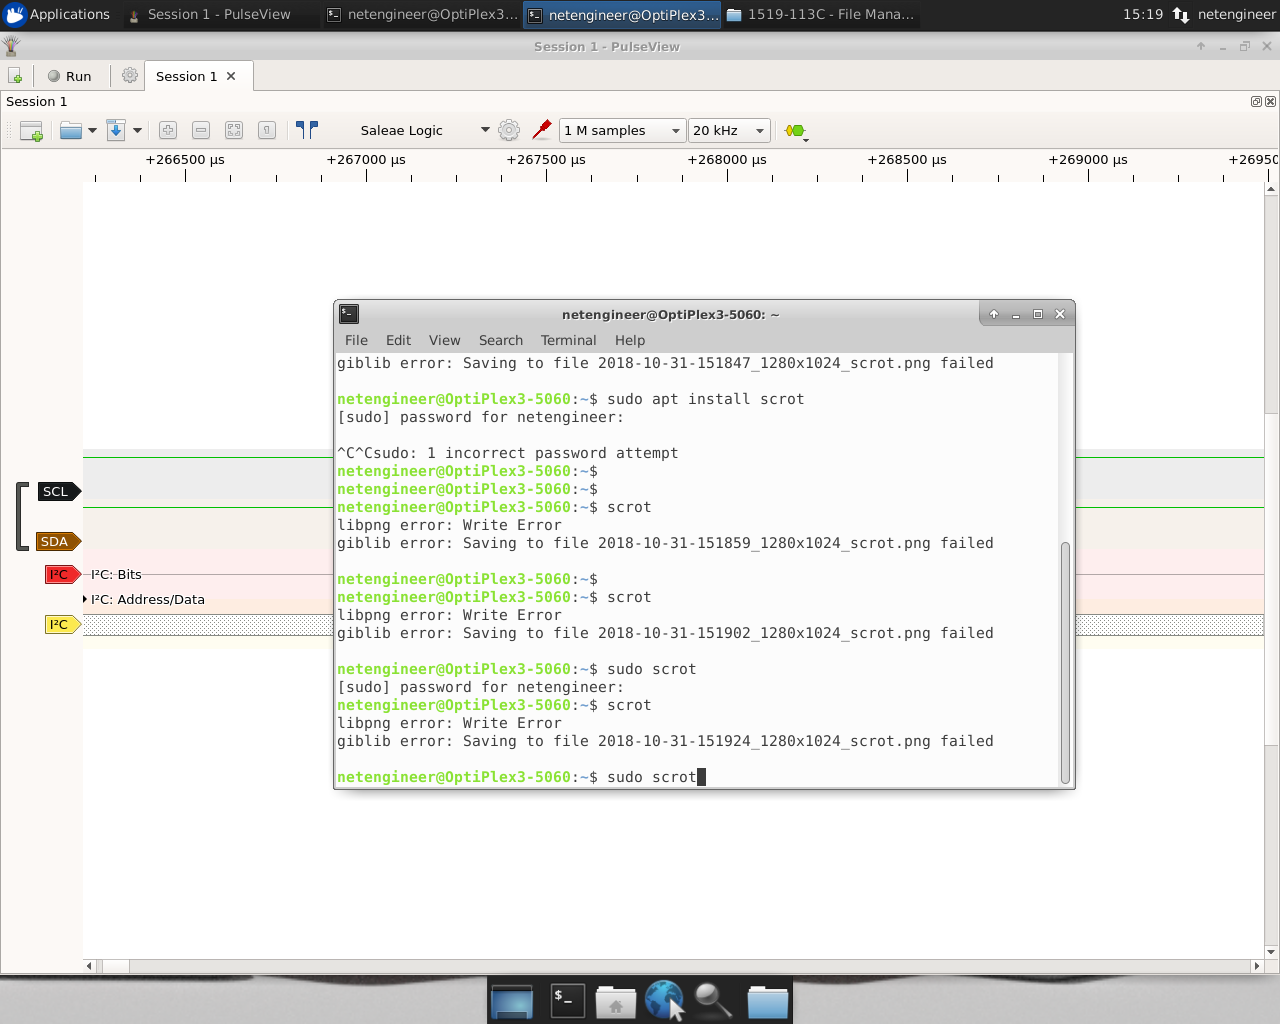 Applications
Session 1 - PulseView
netengineer@OptiPlex3...
netengineer@OptiPlex3...
1519-113C - File Mana...
15:19
netengineer
Session 1 - PulseView
Run
Session 1
Session 1
Saleae Logic
1 M samples
20 kHz
+266500 µs
+267000 µs
+267500 µs
+268000 µs
+268500 µs
+269000 µs
+26950
netengineer@OptiPlex3-5060: ~
File Edit View Search Terminal Help
giblib error: Saving to file 2018-10-31-151847_1280x1024_scrot.png failed
netengineer@OptiPlex3-5060:~$ sudo apt install scrot
[sudo] password for netengineer:
^C^Csudo: 1 incorrect password attempt
netengineer@OptiPlex3-5060:~$
netengineer@OptiPlex3-5060:~$
netengineer@OptiPlex3-5060:~$ scrot
libpng error: Write Error
giblib error: Saving to file 2018-10-31-151859_1280x1024_scrot.png failed
netengineer@OptiPlex3-5060:~$
netengineer@OptiPlex3-5060:~$ scrot
libpng error: Write Error
giblib error: Saving to file 2018-10-31-151902_1280x1024_scrot.png failed
netengineer@OptiPlex3-5060:~$ sudo scrot
[sudo] password for netengineer:
netengineer@OptiPlex3-5060:~$ scrot
libpng error: Write Error
giblib error: Saving to file 2018-10-31-151924_1280x1024_scrot.png failed
netengineer@OptiPlex3-5060:~$ sudo scrot
SCL
SDA
I²C
I²C: Bits
I²C: Address/Data
I²C